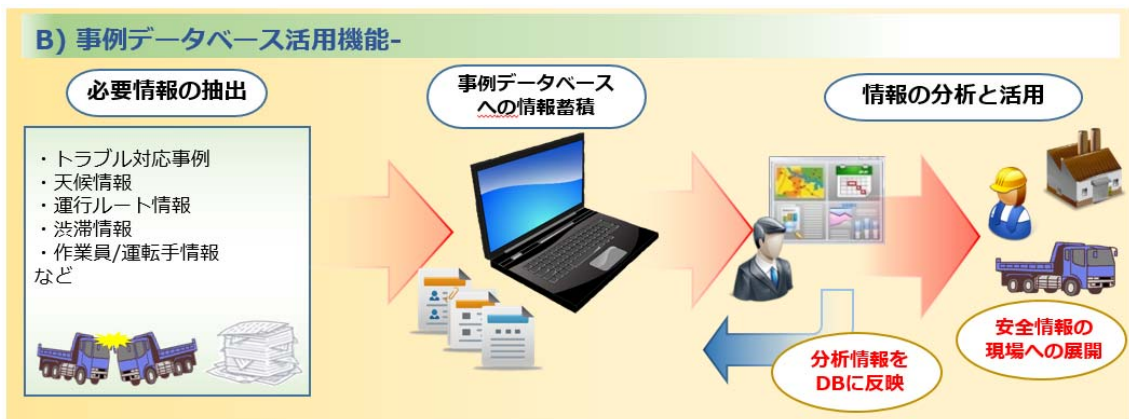 B) 事例データベース活用機能-
必要情報の抽出
・トラブル対応事例
・天候情報
・運行ルート情報
・渋滞情報
・作業員/運転手情報
など
事例データベース
への情報蓄積
情報の分析と活用
分析情報を
DBに反映
安全情報の
現場への展開